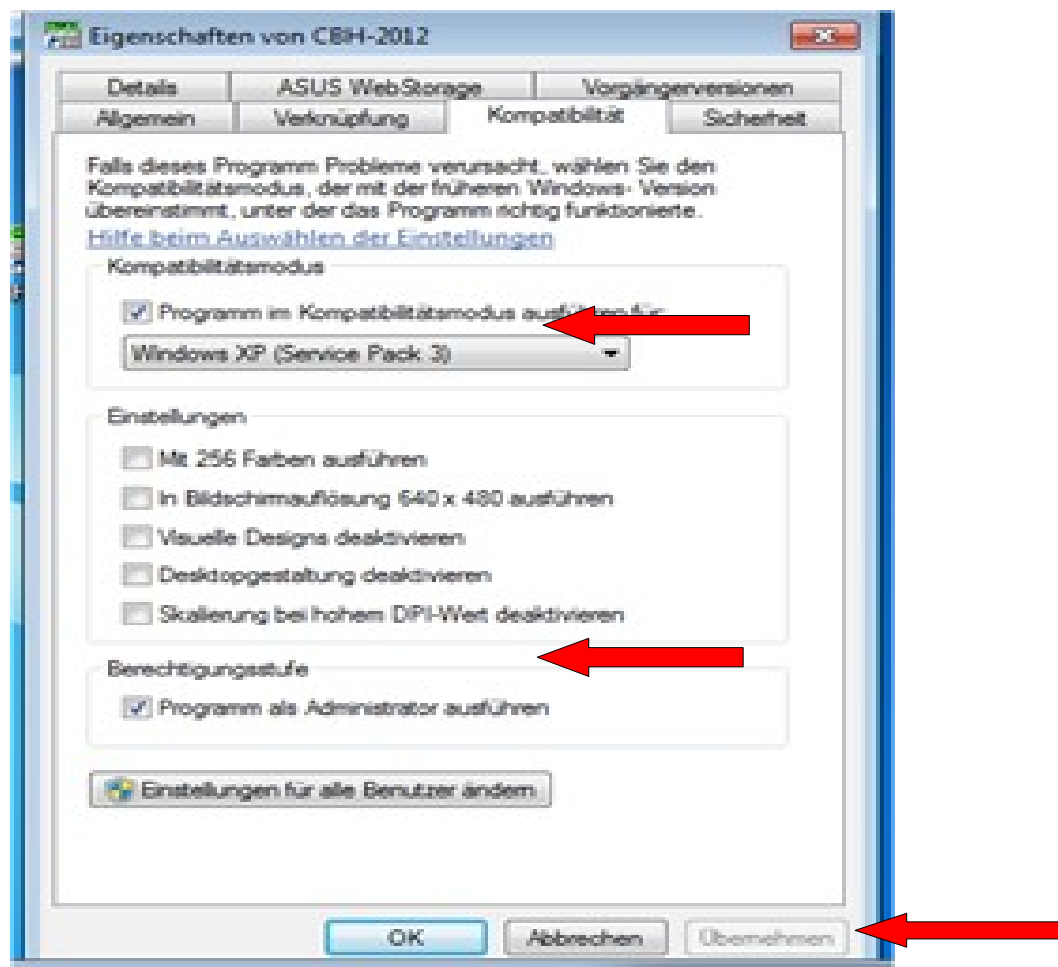 Eigenschaften von CBH-2012
Details ASUS WebStorage Vorgängerversionen
Allgemein Verknüpfung Kompatibilität Sicherheit
Falls dieses Programm Probleme verursacht, wählen Sie den
Kompatibilitätsmodus, der mit der früheren Windows- Version
übereinstimmt, unter der das Programm richtig funktionierte.
Hilfe beim Auswählen der Einstellungen
Kompatibilitätsmodus
Programm im Kompatibilitätsmodus ausführen für:
Windows XP (Service Pack 3)
Einstellungen
Mit 256 Farben ausführen
In Bildschirmauflösung 640 x 480 ausführen
Visuelle Designs deaktivieren
Desktopgestaltung deaktivieren
Skalierung bei hohem DPI-Wert deaktivieren
Berechtigungsstufe
Programm als Administrator ausführen
Einstellungen für alle Benutzer ändern
OK Abbrechen Übernehmen